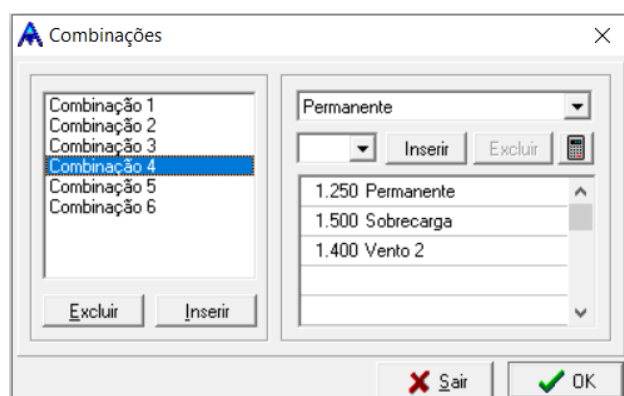 Combinações
Combinação 1
Combinação 2
Combinação 3
Combinação 4
Combinação 5
Combinação 6
Excluir Inserir
Permanente
Inserir Excluir
1.250 Permanente
1.500 Sobrecarga
1.400 Vento 2
Sair OK